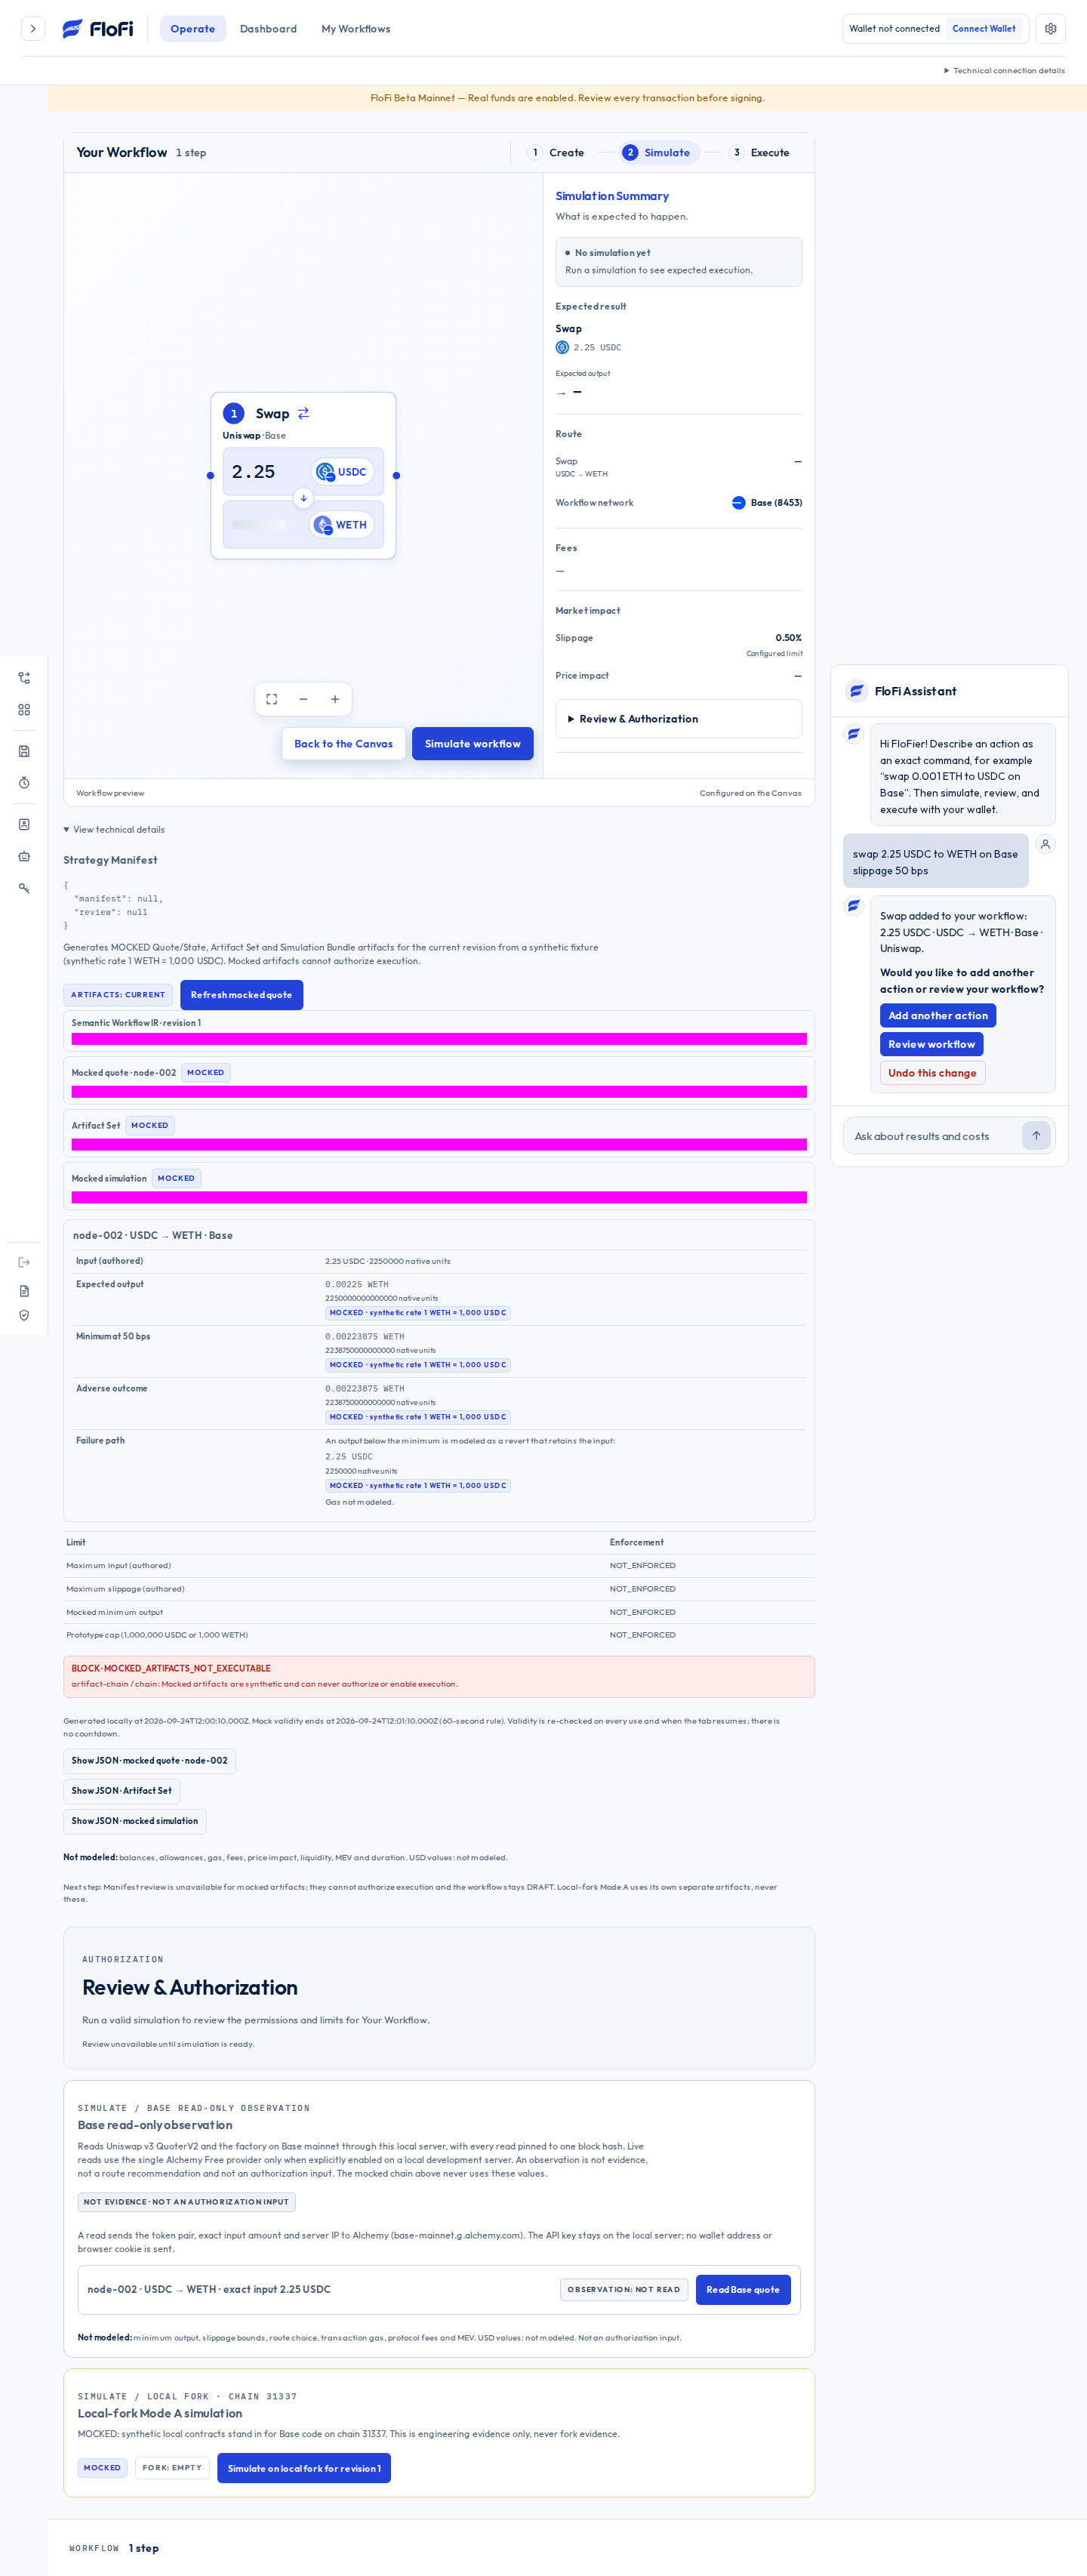 FloFi
Operate
Dashboard
My Workflows
Wallet not connected
Connect Wallet
▶ Technical connection details
FloFi Beta Mainnet — Real funds are enabled. Review every transaction before signing.
Your Workflow
1 step
1 Create
2 Simulate
3 Execute
1 Swap
Uniswap · Base
2.25
USDC
WETH
Back to the Canvas
Simulate workflow
Simulation Summary
What is expected to happen.
No simulation yet
Run a simulation to see expected execution.
Expected result
Swap
2.25 USDC
Expected output
→ —
Route
Swap
—
USDC → WETH
Workflow network
Base (8453)
Fees
—
Market impact
Slippage
0.50%
Configured limit
Price impact
—
▶ Review & Authorization
Workflow preview
Configured on the Canvas
FloFi Assistant
Hi FloFier! Describe an action as
an exact command, for example
"swap 0.001 ETH to USDC on
Base". Then simulate, review, and
execute with your wallet.
swap 2.25 USDC to WETH on Base
slippage 50 bps
Swap added to your workflow:
2.25 USDC · USDC → WETH · Base ·
Uniswap.
Would you like to add another
action or review your workflow?
Add another action
Review workflow
Undo this change
Ask about results and costs
▼ View technical details
Strategy Manifest
{
"manifest": null,
"review": null
}
Generates MOCKED Quote/State, Artifact Set and Simulation Bundle artifacts for the current revision from a synthetic fixture
(synthetic rate 1 WETH = 1,000 USDC). Mocked artifacts cannot authorize execution.
ARTIFACTS: CURRENT
Refresh mocked quote
Semantic Workflow IR · revision 1
Mocked quote · node-002 MOCKED
Artifact Set MOCKED
Mocked simulation MOCKED
node-002 · USDC → WETH · Base
Input (authored)
2.25 USDC · 2250000 native units
Expected output
0.00225 WETH
2250000000000000 native units
MOCKED · synthetic rate 1 WETH = 1,000 USDC
Minimum at 50 bps
0.00223875 WETH
2238750000000000 native units
MOCKED · synthetic rate 1 WETH = 1,000 USDC
Adverse outcome
0.00223875 WETH
2238750000000000 native units
MOCKED · synthetic rate 1 WETH = 1,000 USDC
Failure path
An output below the minimum is modeled as a revert that retains the input:
2.25 USDC
2250000 native units
MOCKED · synthetic rate 1 WETH = 1,000 USDC
Gas not modeled.
Limit
Enforcement
Maximum input (authored)
NOT_ENFORCED
Maximum slippage (authored)
NOT_ENFORCED
Mocked minimum output
NOT_ENFORCED
Prototype cap (1,000,000 USDC or 1,000 WETH)
NOT_ENFORCED
BLOCK · MOCKED_ARTIFACTS_NOT_EXECUTABLE
artifact-chain / chain: Mocked artifacts are synthetic and can never authorize or enable execution.
Generated locally at 2026-09-24T12:00:10.000Z. Mock validity ends at 2026-09-24T12:01:10.000Z (60-second rule). Validity is re-checked on every use and when the tab resumes; there is
no countdown.
Show JSON · mocked quote · node-002
Show JSON · Artifact Set
Show JSON · mocked simulation
Not modeled: balances, allowances, gas, fees, price impact, liquidity, MEV and duration. USD values: not modeled.
Next step: Manifest review is unavailable for mocked artifacts; they cannot authorize execution and the workflow stays DRAFT. Local-fork Mode A uses its own separate artifacts, never
these.
AUTHORIZATION
Review & Authorization
Run a valid simulation to review the permissions and limits for Your Workflow.
Review unavailable until simulation is ready.
SIMULATE / BASE READ-ONLY OBSERVATION
Base read-only observation
Reads Uniswap v3 QuoterV2 and the factory on Base mainnet through this local server, with every read pinned to one block hash. Live
reads use the single Alchemy Free provider only when explicitly enabled on a local development server. An observation is not evidence,
not a route recommendation and not an authorization input. The mocked chain above never uses these values.
NOT EVIDENCE · NOT AN AUTHORIZATION INPUT
A read sends the token pair, exact input amount and server IP to Alchemy (base-mainnet.g.alchemy.com). The API key stays on the local server; no wallet address or
browser cookie is sent.
node-002 · USDC → WETH · exact input 2.25 USDC
OBSERVATION: NOT READ
Read Base quote
Not modeled: minimum output, slippage bounds, route choice, transaction gas, protocol fees and MEV. USD values: not modeled. Not an authorization input.
SIMULATE / LOCAL FORK · CHAIN 31337
Local-fork Mode A simulation
MOCKED: synthetic local contracts stand in for Base code on chain 31337. This is engineering evidence only, never fork evidence.
MOCKED
FORK: EMPTY
Simulate on local fork for revision 1
WORKFLOW 1 step